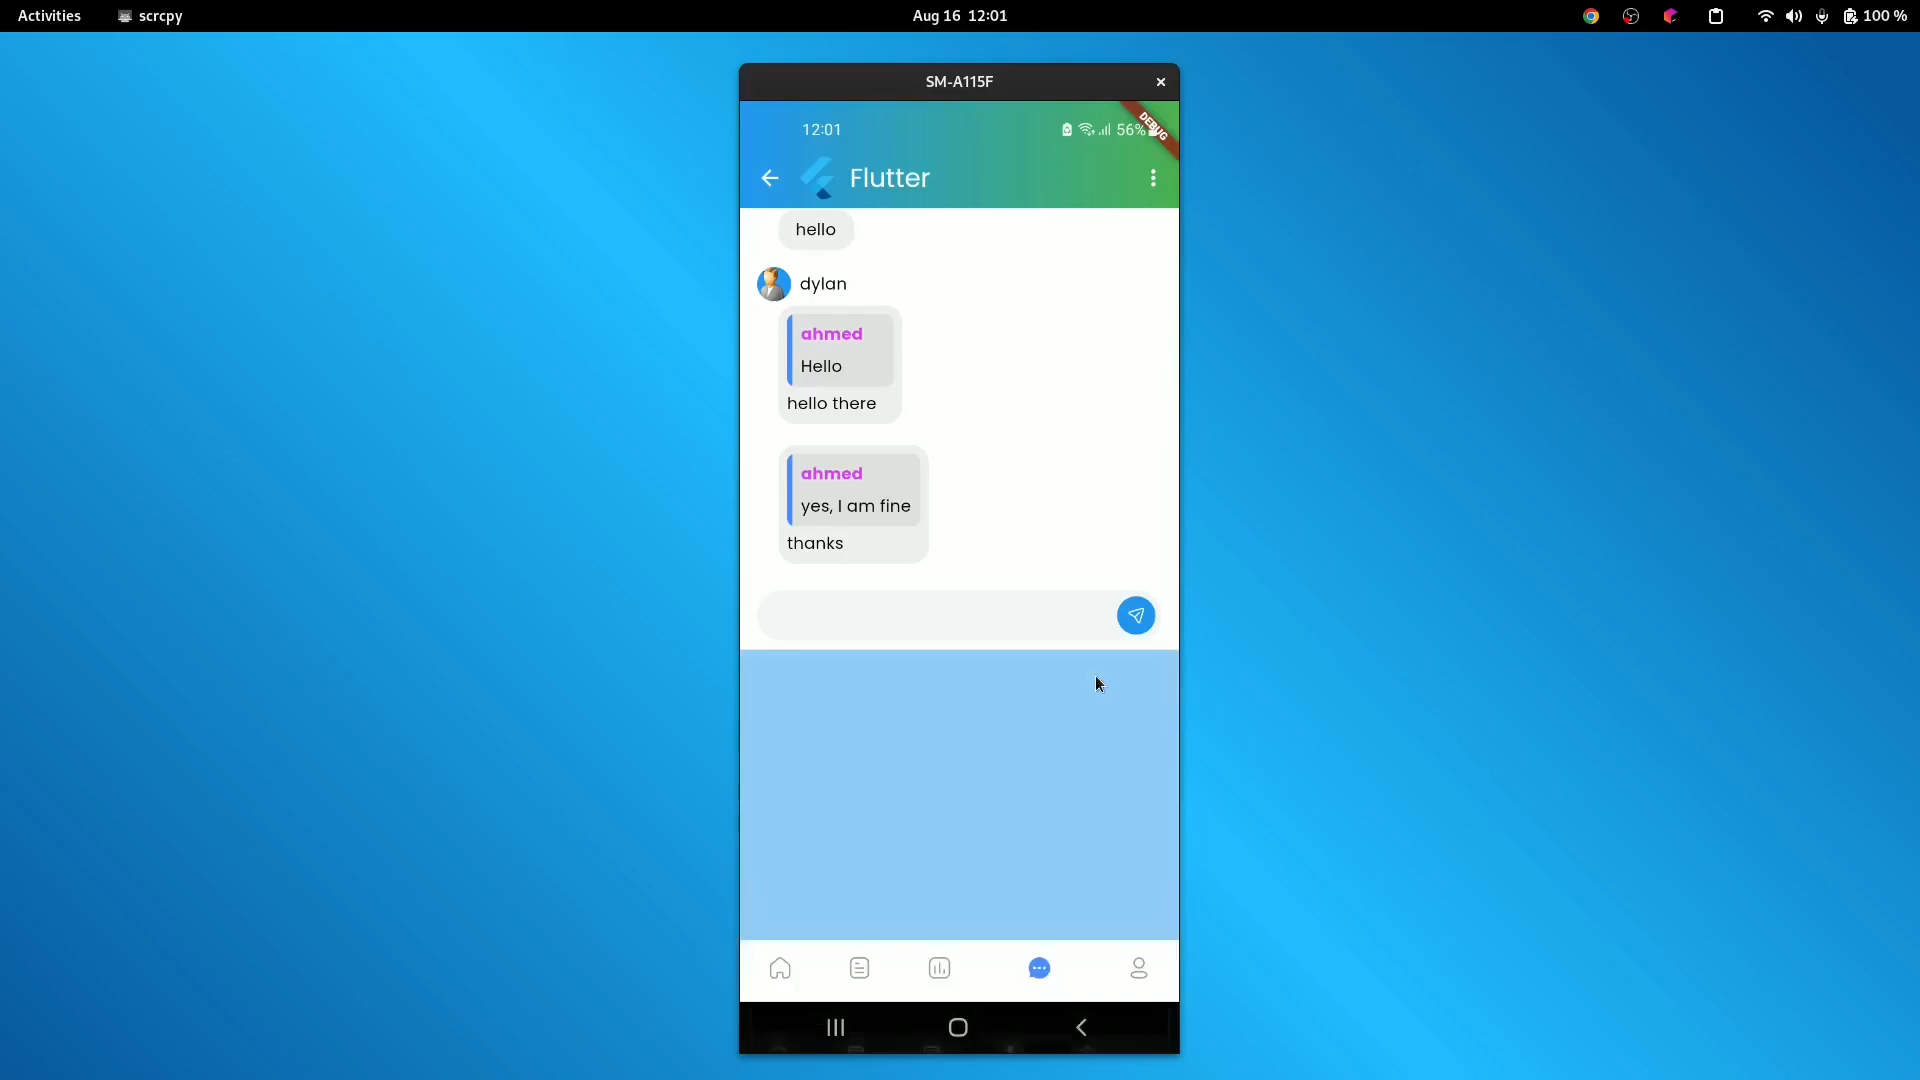 Activities
scrcpy
Aug 16 12:01
100 %
SM-A115F
12:01
56%
DEBUG
Flutter
hello
dylan
ahmed
Hello
hello there
ahmed
yes, I am fine
thanks